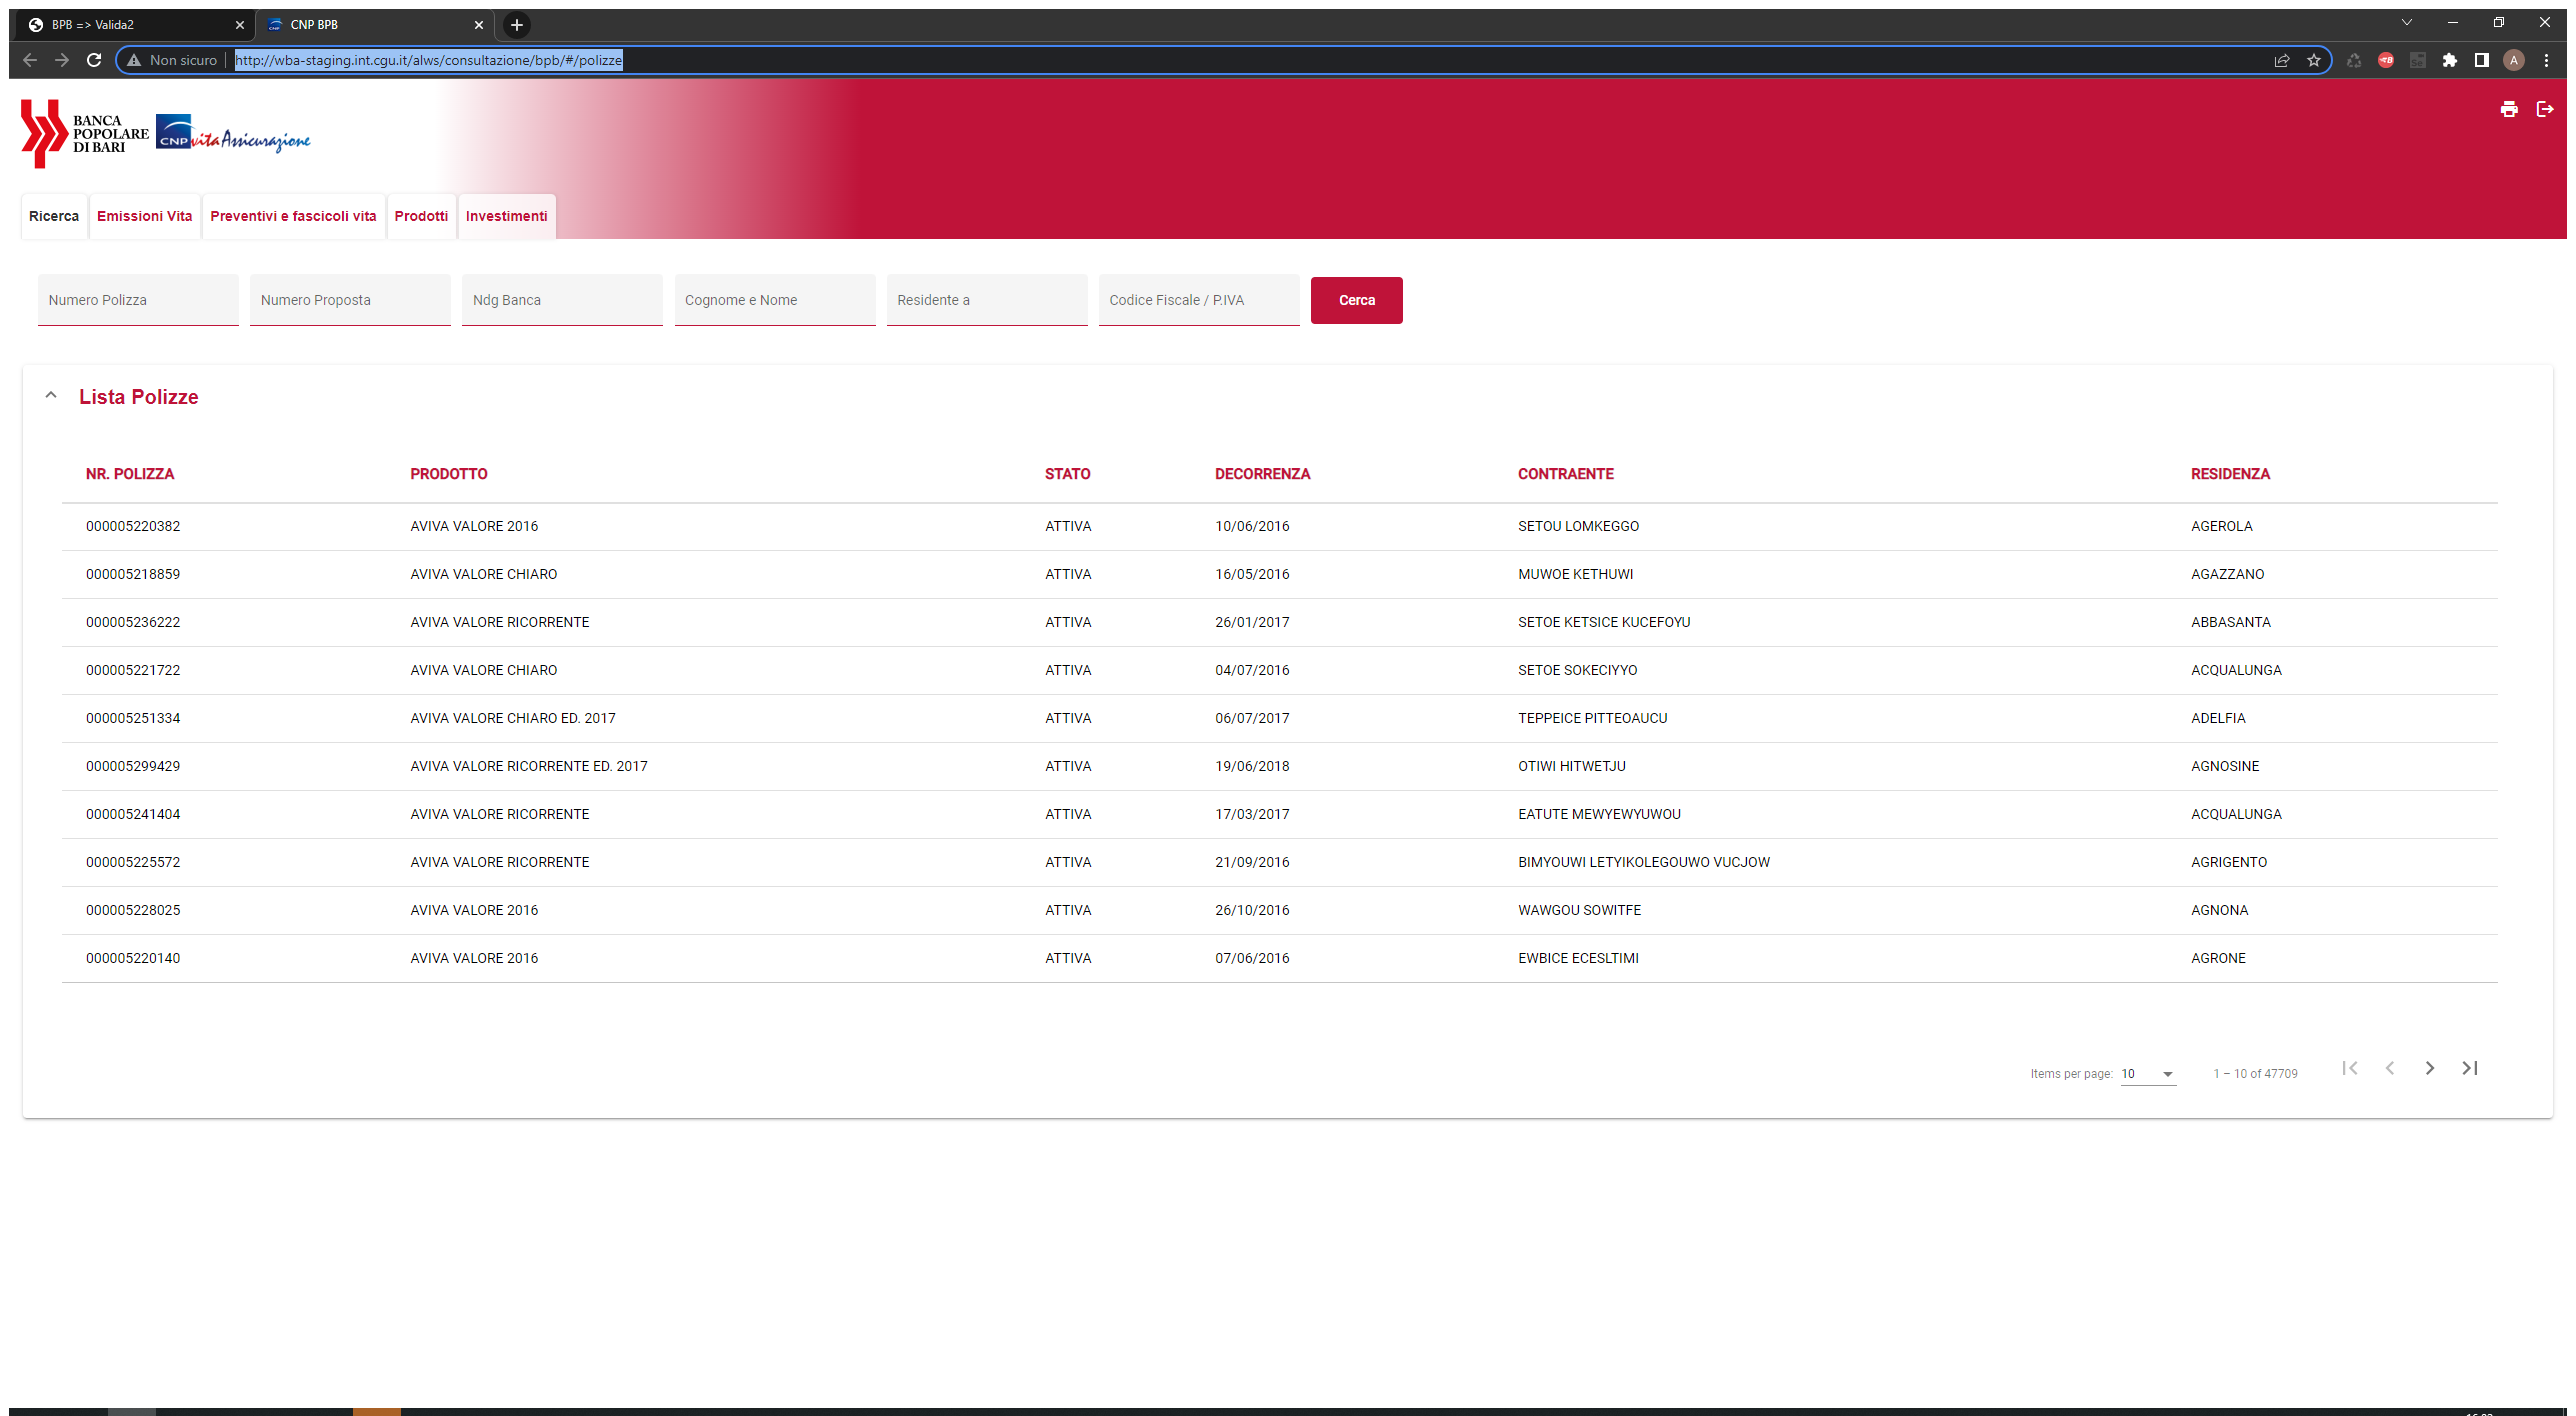 BPB => Valida2
CNP BPB
Non sicuro
http://wba-staging.int.cgu.it/alws/consultazione/bpb/#/polizze
A
BANCA
POPOLARE
DI BARI
CNP vita Assicurazione
Ricerca Emissioni Vita Preventivi e fascicoli vita Prodotti Investimenti
Numero Polizza Numero Proposta Ndg Banca Cognome e Nome Residente a Codice Fiscale / P.IVA Cerca
Lista Polizze
NR. POLIZZA PRODOTTO STATO DECORRENZA CONTRAENTE RESIDENZA
000005220382 AVIVA VALORE 2016 ATTIVA 10/06/2016 SETOU LOMKEGGO AGEROLA
000005218859 AVIVA VALORE CHIARO ATTIVA 16/05/2016 MUWOE KETHUWI AGAZZANO
000005236222 AVIVA VALORE RICORRENTE ATTIVA 26/01/2017 SETOE KETSICE KUCEFOYU ABBASANTA
000005221722 AVIVA VALORE CHIARO ATTIVA 04/07/2016 SETOE SOKECIYYO ACQUALUNGA
000005251334 AVIVA VALORE CHIARO ED. 2017 ATTIVA 06/07/2017 TEPPEICE PITTEOAUCU ADELFIA
000005299429 AVIVA VALORE RICORRENTE ED. 2017 ATTIVA 19/06/2018 OTIWI HITWETJU AGNOSINE
000005241404 AVIVA VALORE RICORRENTE ATTIVA 17/03/2017 EATUTE MEWYEWYUWOU ACQUALUNGA
000005225572 AVIVA VALORE RICORRENTE ATTIVA 21/09/2016 BIMYOUWI LETYIKOLEGOUWO VUCJOW AGRIGENTO
000005228025 AVIVA VALORE 2016 ATTIVA 26/10/2016 WAWGOU SOWITFE AGNONA
000005220140 AVIVA VALORE 2016 ATTIVA 07/06/2016 EWBICE ECESLTIMI AGRONE
Items per page: 10 1 – 10 of 47709